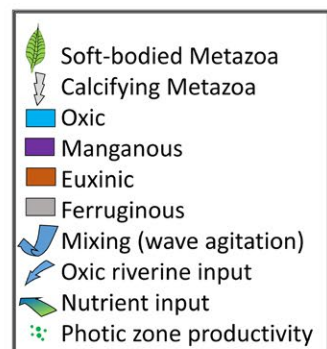 Soft-bodied Metazoa
Calcifying Metazoa
Oxic
Manganous
Euxinic
Ferruginous
Mixing (wave agitation)
Oxic riverine input
Nutrient input
Photic zone productivity